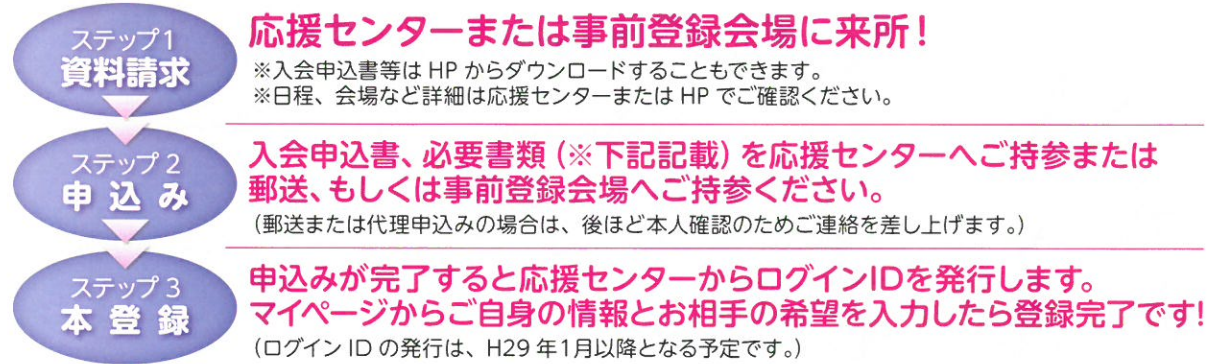 ステップ1
資料請求
応援センターまたは事前登録会場に来所!
※入会申込書等は HP からダウンロードすることもできます。
※日程、会場など詳細は応援センターまたは HP でご確認ください。
ステップ2
申込み
入会申込書、必要書類(※下記記載)を応援センターへご持参または
郵送、もしくは事前登録会場へご持参ください。
(郵送または代理申込みの場合は、後ほど本人確認のためご連絡を差し上げます。)
ステップ3
本登録
申込みが完了すると応援センターからログインIDを発行します。
マイページからご自身の情報とお相手の希望を入力したら登録完了です!
(ログイン ID の発行は、H29 年1月以降となる予定です。)